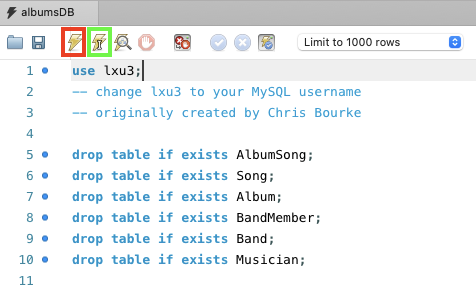 albumsDB
Limit to 1000 rows
1 use lxu3;
2 -- change lxu3 to your MySQL username
3 -- originally created by Chris Bourke
4
5 drop table if exists AlbumSong;
6 drop table if exists Song;
7 drop table if exists Album;
8 drop table if exists BandMember;
9 drop table if exists Band;
10 drop table if exists Musician;
11